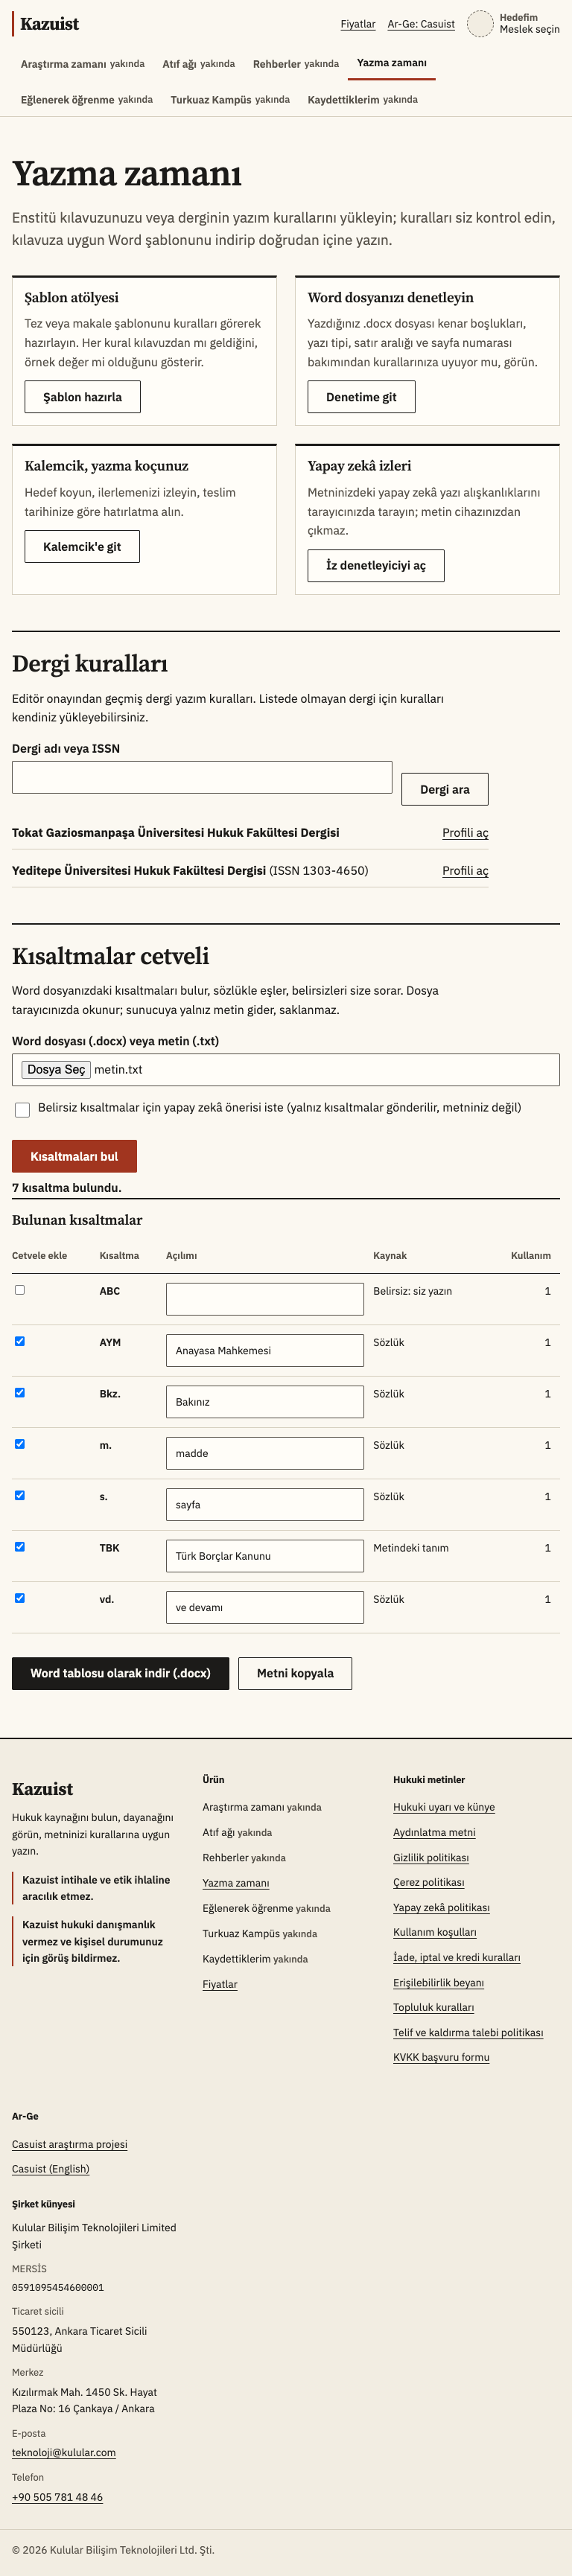 Kazuist
Fiyatlar Ar-Ge: Casuist Hedefim
Meslek seçin
Araştırma zamanı yakında Atıf ağı yakında Rehberler yakında Yazma zamanı
Eğlenerek öğrenme yakında Turkuaz Kampüs yakında Kaydettiklerim yakında
Yazma zamanı
Enstitü kılavuzunuzu veya derginin yazım kurallarını yükleyin; kuralları siz kontrol edin,
kılavuza uygun Word şablonunu indirip doğrudan içine yazın.
Şablon atölyesi
Tez veya makale şablonunu kuralları görerek
hazırlayın. Her kural kılavuzdan mı geldiğini,
örnek değer mi olduğunu gösterir.
Şablon hazırla
Word dosyanızı denetleyin
Yazdığınız .docx dosyası kenar boşlukları,
yazı tipi, satır aralığı ve sayfa numarası
bakımından kurallarınıza uyuyor mu, görün.
Denetime git
Kalemcik, yazma koçunuz
Hedef koyun, ilerlemenizi izleyin, teslim
tarihinize göre hatırlatma alın.
Kalemcik'e git
Yapay zekâ izleri
Metninizdeki yapay zekâ yazı alışkanlıklarını
tarayıcınızda tarayın; metin cihazınızdan
çıkmaz.
İz denetleyiciyi aç
Dergi kuralları
Editör onayından geçmiş dergi yazım kuralları. Listede olmayan dergi için kuralları
kendiniz yükleyebilirsiniz.
Dergi adı veya ISSN
Dergi ara
Tokat Gaziosmanpaşa Üniversitesi Hukuk Fakültesi Dergisi Profili aç
Yeditepe Üniversitesi Hukuk Fakültesi Dergisi (ISSN 1303-4650) Profili aç
Kısaltmalar cetveli
Word dosyanızdaki kısaltmaları bulur, sözlükle eşler, belirsizleri size sorar. Dosya
tarayıcınızda okunur; sunucuya yalnız metin gider, saklanmaz.
Word dosyası (.docx) veya metin (.txt)
Dosya Seç metin.txt
Belirsiz kısaltmalar için yapay zekâ önerisi iste (yalnız kısaltmalar gönderilir, metniniz değil)
Kısaltmaları bul
7 kısaltma bulundu.
Bulunan kısaltmalar
Cetvele ekle Kısaltma Açılımı Kaynak Kullanım
ABC Belirsiz: siz yazın 1
AYM Anayasa Mahkemesi Sözlük 1
Bkz. Bakınız Sözlük 1
m. madde Sözlük 1
s. sayfa Sözlük 1
TBK Türk Borçlar Kanunu Metindeki tanım 1
vd. ve devamı Sözlük 1
Word tablosu olarak indir (.docx) Metni kopyala
Kazuist
Hukuk kaynağını bulun, dayanağını
görün, metninizi kurallarına uygun
yazın.
Kazuist intihale ve etik ihlaline
aracılık etmez.
Kazuist hukuki danışmanlık
vermez ve kişisel durumunuz
için görüş bildirmez.
Ürün
Araştırma zamanı yakında
Atıf ağı yakında
Rehberler yakında
Yazma zamanı
Eğlenerek öğrenme yakında
Turkuaz Kampüs yakında
Kaydettiklerim yakında
Fiyatlar
Hukuki metinler
Hukuki uyarı ve künye
Aydınlatma metni
Gizlilik politikası
Çerez politikası
Yapay zekâ politikası
Kullanım koşulları
İade, iptal ve kredi kuralları
Erişilebilirlik beyanı
Topluluk kuralları
Telif ve kaldırma talebi politikası
KVKK başvuru formu
Ar-Ge
Casuist araştırma projesi
Casuist (English)
Şirket künyesi
Kulular Bilişim Teknolojileri Limited
Şirketi
MERSİS
0591095454600001
Ticaret sicili
550123, Ankara Ticaret Sicili
Müdürlüğü
Merkez
Kızılırmak Mah. 1450 Sk. Hayat
Plaza No: 16 Çankaya / Ankara
E-posta
teknoloji@kulular.com
Telefon
+90 505 781 48 46
© 2026 Kulular Bilişim Teknolojileri Ltd. Şti.